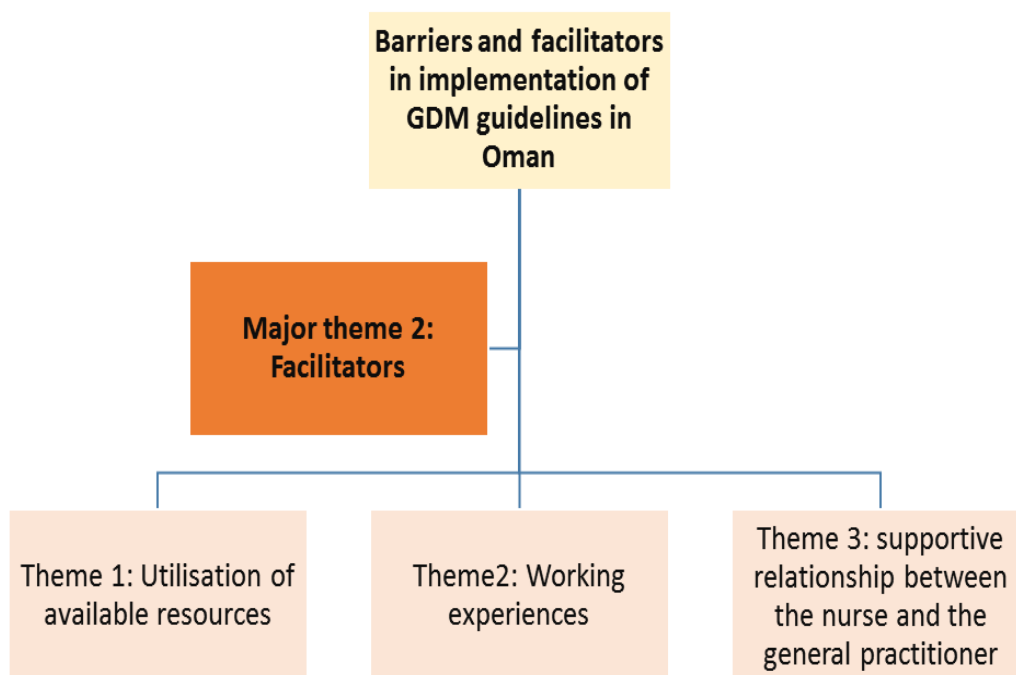 Barriers and facilitators
in implementation of
GDM guidelines in
Oman
Major theme 2:
Facilitators
Theme 1: Utilisation of
available resources
Theme2: Working
experiences
Theme 3: supportive
relationship between
the nurse and the
general practitioner